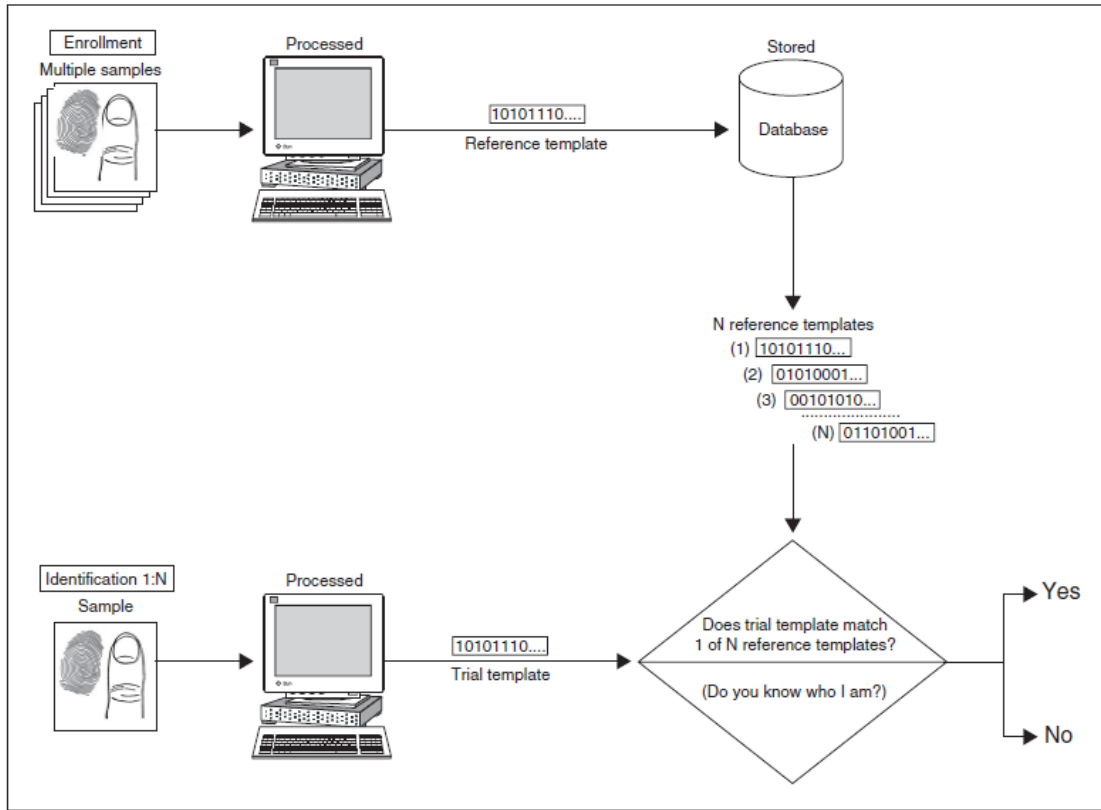 Enrollment
Multiple samples
Processed
10101110....
Reference template
Stored
Database
N reference templates
(1) 10101110...
(2) 01010001...
(3) 00101010...
(N) 01101001...
Identification 1:N
Sample
Processed
10101110....
Trial template
Does trial template match
1 of N reference templates?
(Do you know who I am?)
Yes
No